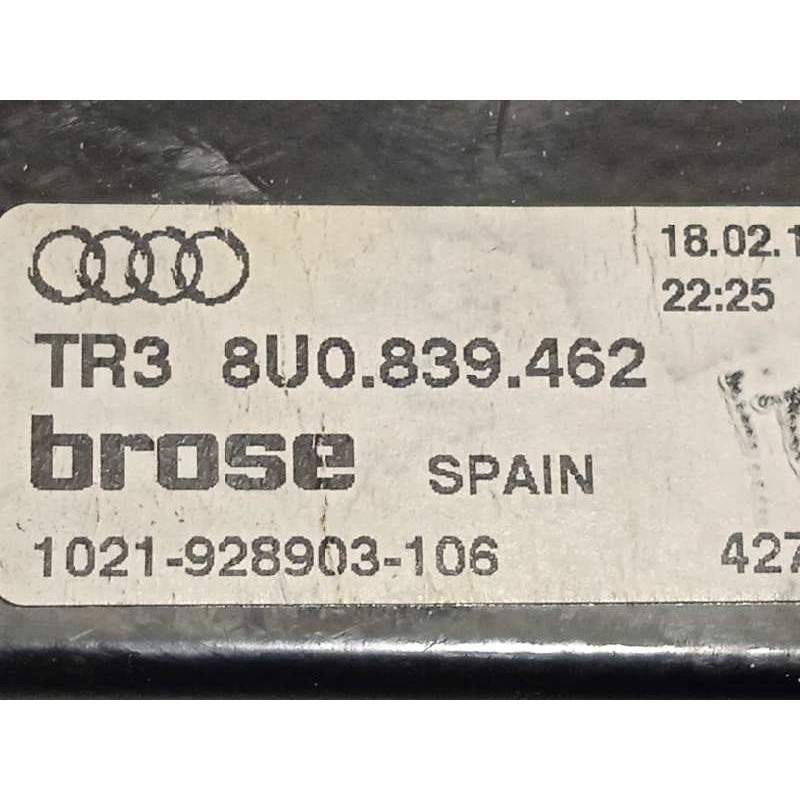 18.02.1
22:25
TR3 8U0.839.462
brose SPAIN
1021-928903-106 427